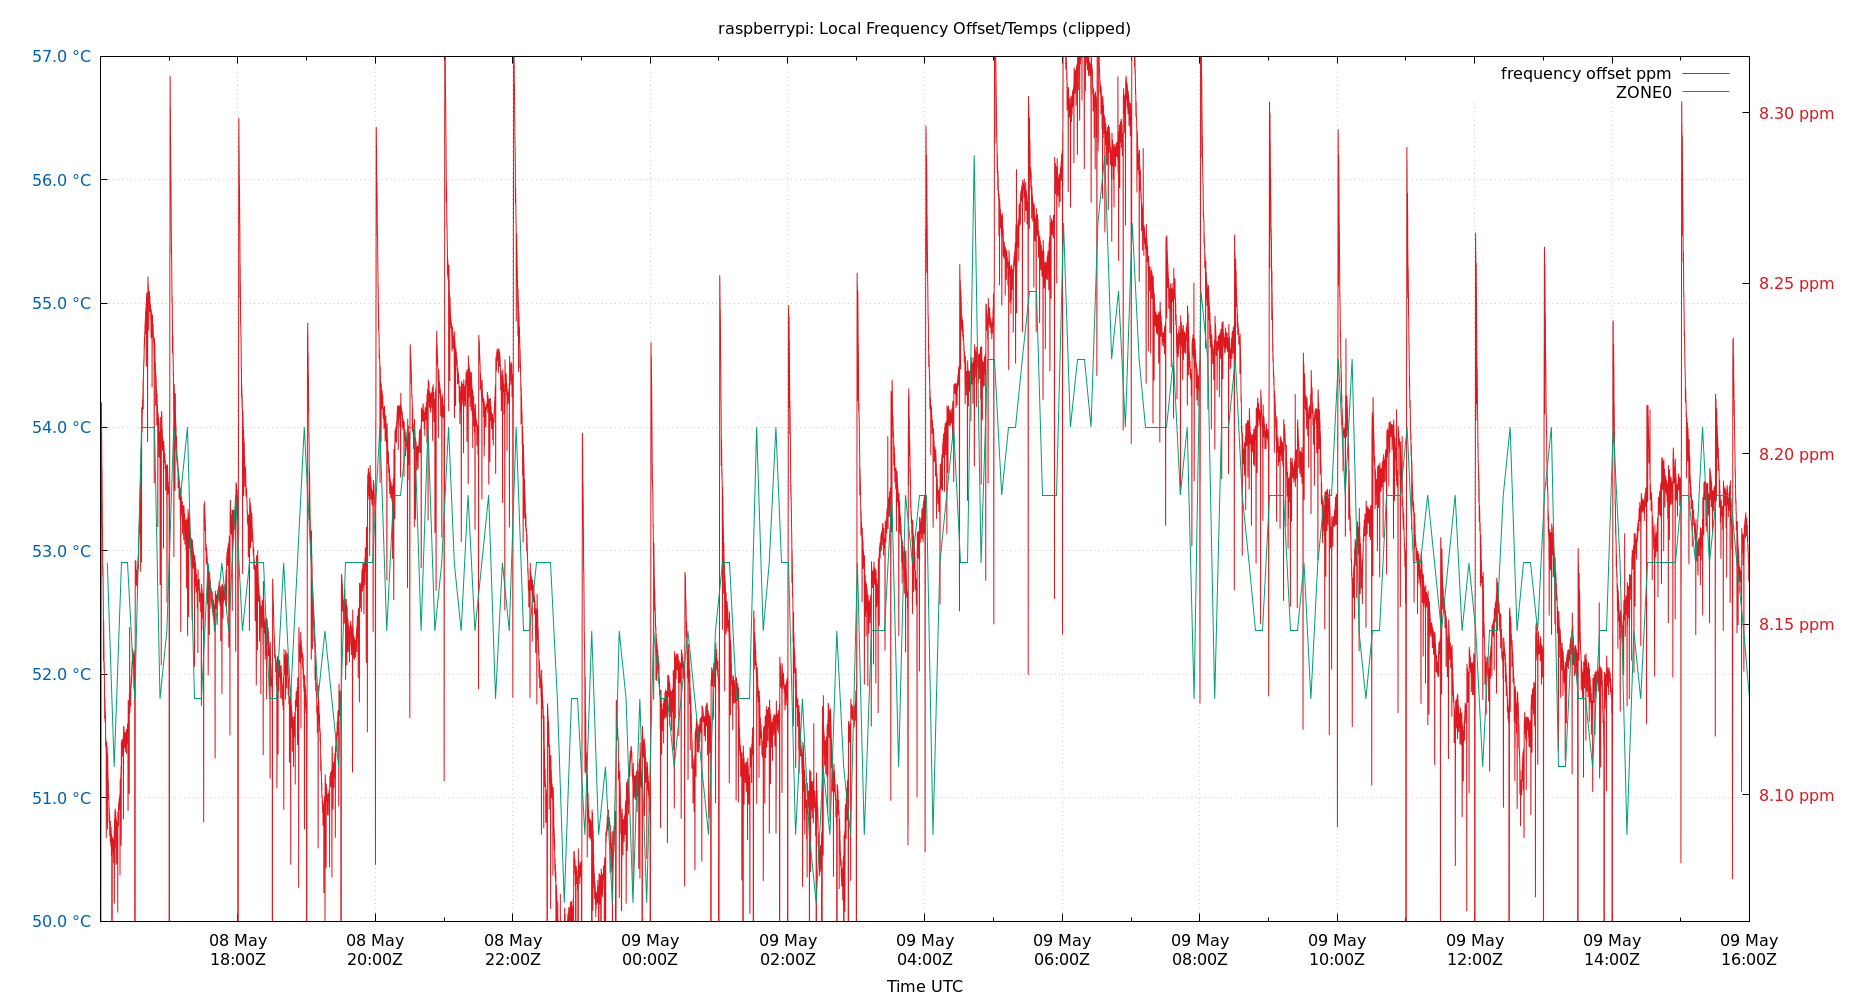 raspberrypi: Local Frequency Offset/Temps (clipped)
57.0 °C
56.0 °C
55.0 °C
54.0 °C
53.0 °C
52.0 °C
51.0 °C
50.0 °C
frequency offset ppm
ZONE0
8.30 ppm
8.25 ppm
8.20 ppm
8.15 ppm
8.10 ppm
08 May
18:00Z
08 May
20:00Z
08 May
22:00Z
09 May
00:00Z
09 May
02:00Z
09 May
04:00Z
09 May
06:00Z
09 May
08:00Z
09 May
10:00Z
09 May
12:00Z
09 May
14:00Z
09 May
16:00Z
Time UTC